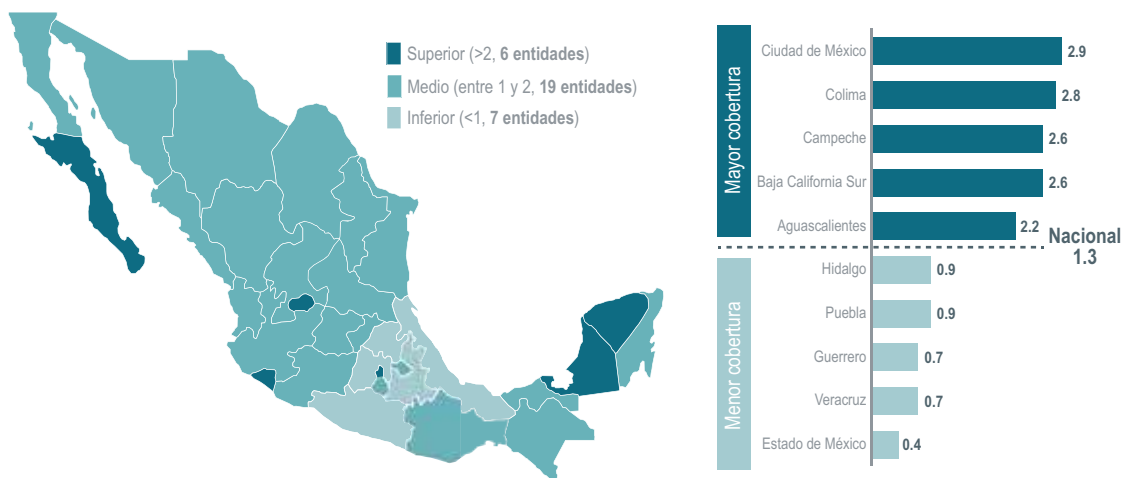 Superior (>2, 6 entidades)
Medio (entre 1 y 2, 19 entidades)
Inferior (<1, 7 entidades)
Mayor cobertura
Ciudad de México 2.9
Colima 2.8
Campeche 2.6
Baja California Sur 2.6
Aguascalientes 2.2
Nacional
1.3
Menor cobertura
Hidalgo 0.9
Puebla 0.9
Guerrero 0.7
Veracruz 0.7
Estado de México 0.4